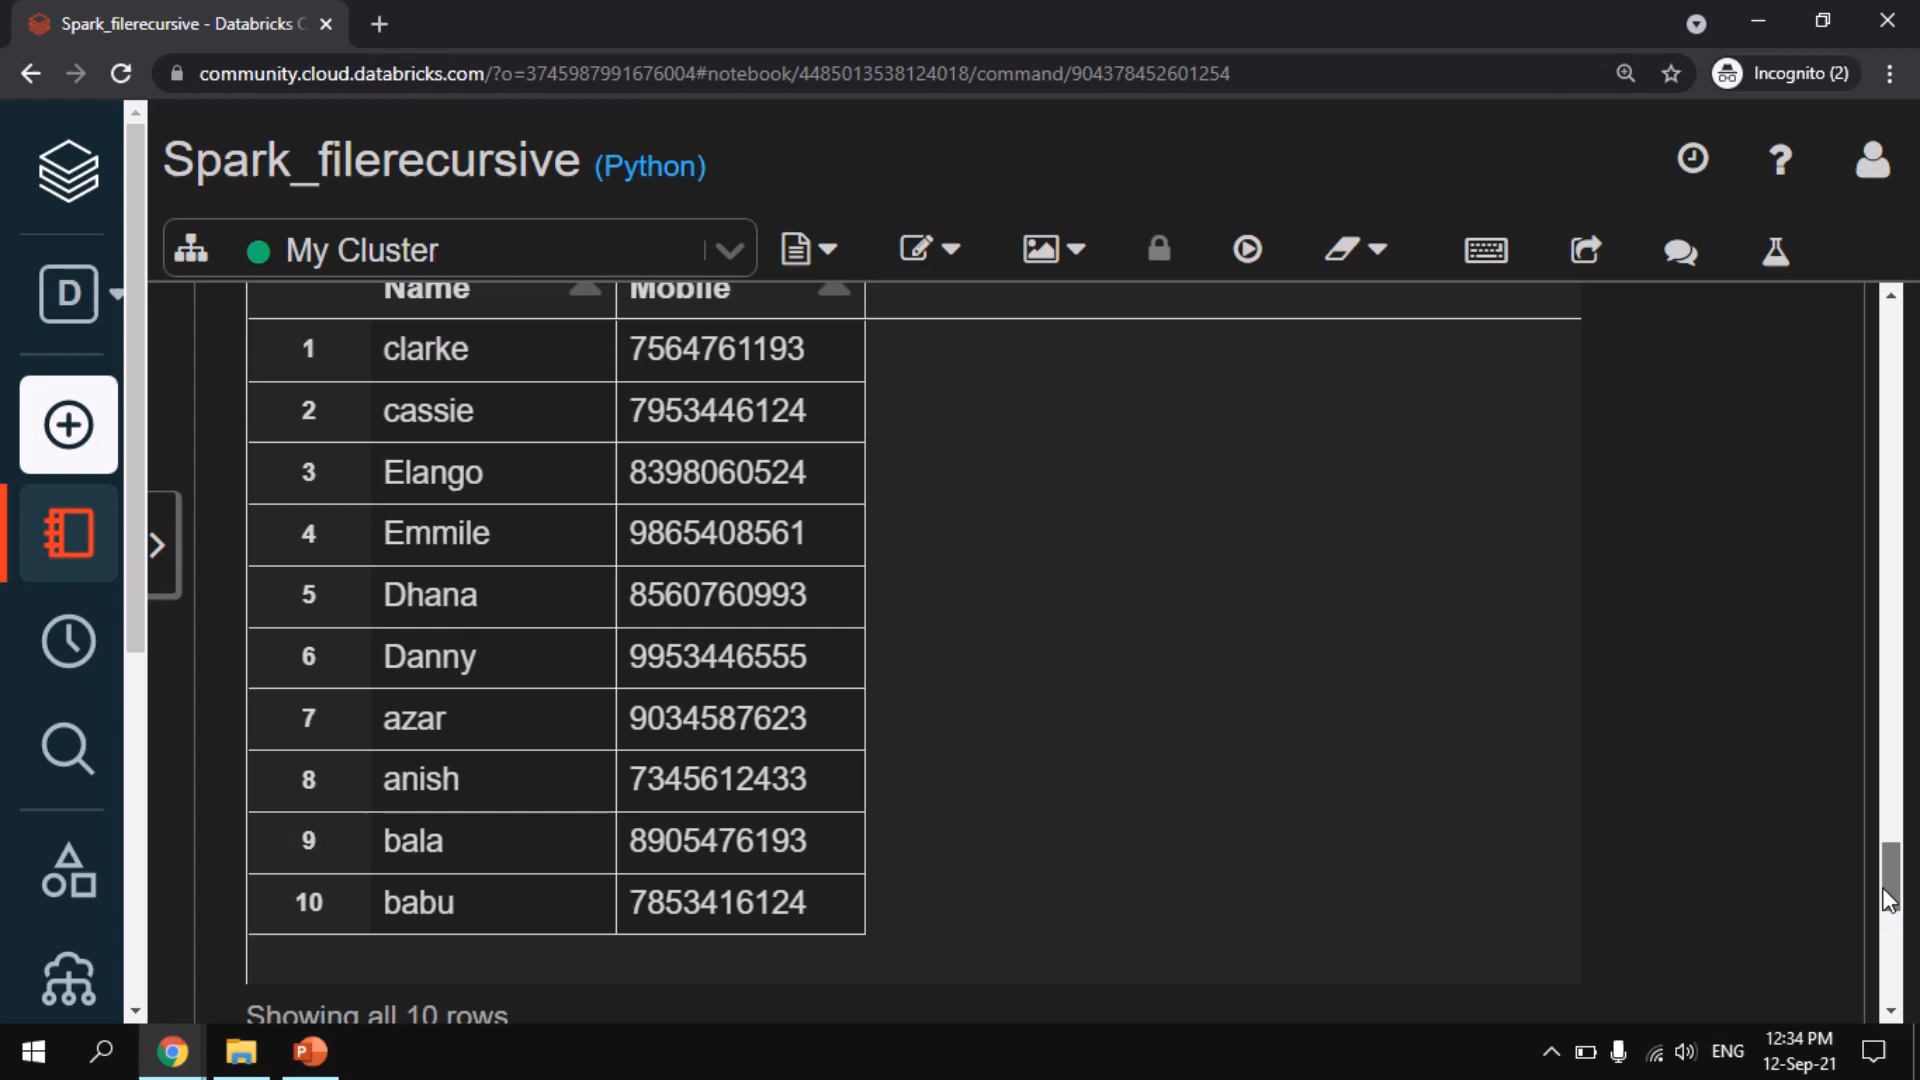 Spark_filerecursive - Databricks C
community.cloud.databricks.com/?o=3745987991676004#notebook/4485013538124018/command/904378452601254
Incognito (2)
Spark_filerecursive (Python)
D
My Cluster
Name Mobile
1 clarke 7564761193
2 cassie 7953446124
3 Elango 8398060524
4 Emmile 9865408561
5 Dhana 8560760993
6 Danny 9953446555
7 azar 9034587623
8 anish 7345612433
9 bala 8905476193
10 babu 7853416124
Showing all 10 rows
ENG
12:34 PM
12-Sep-21